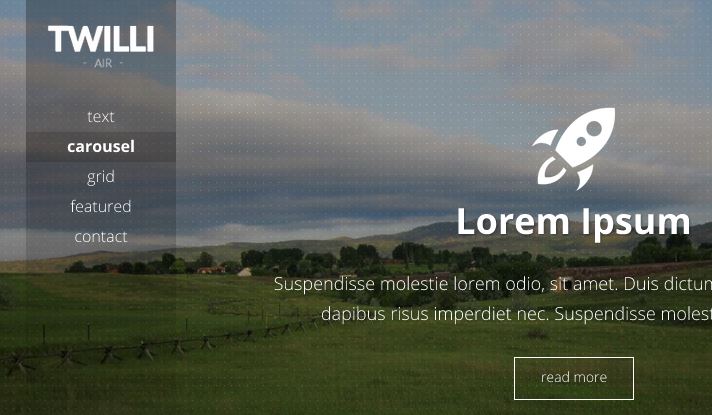 TWILLI
- AIR -
text
carousel
grid
featured
contact
Lorem Ipsum
Suspendisse molestie lorem odio, sit amet. Duis dictun
dapibus risus imperdiet nec. Suspendisse molest
read more